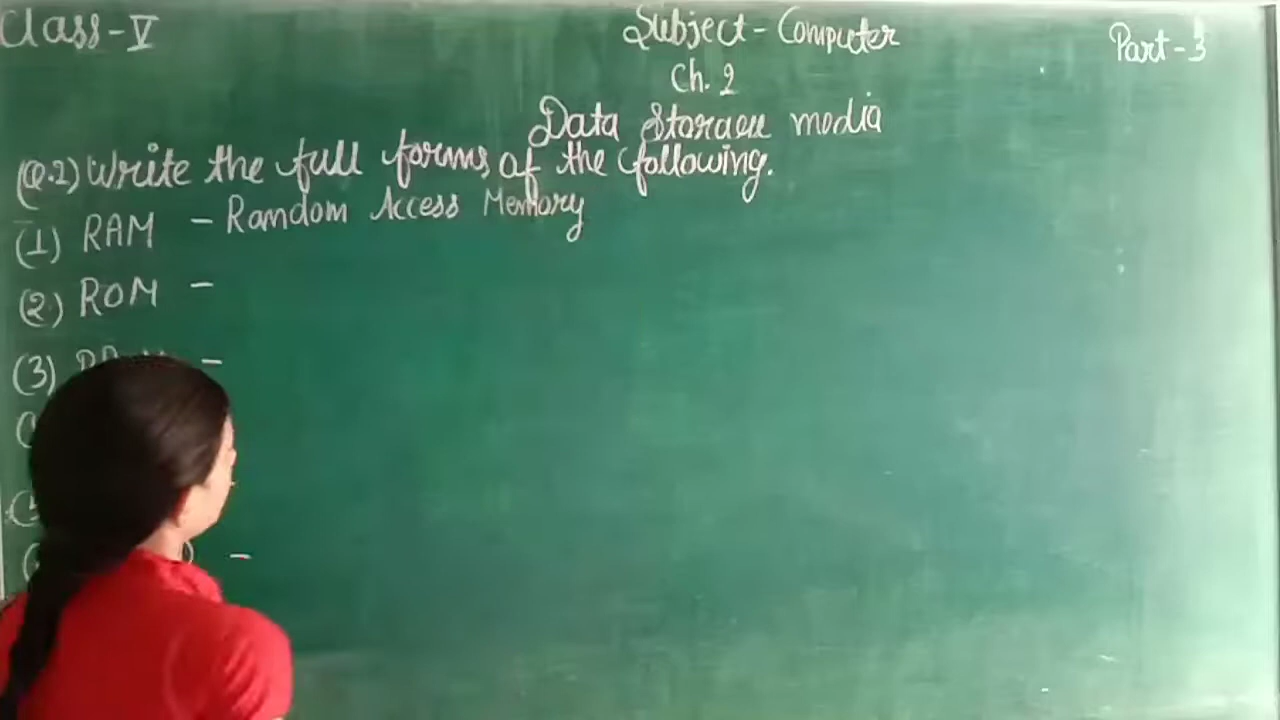 Class-V
Subject-Computer
Part-3
Ch. 2
Data Storage media
(Q.2) Write the full forms of the following.
(1) RAM - Random Access Memory
(2) ROM -
(3) -
-